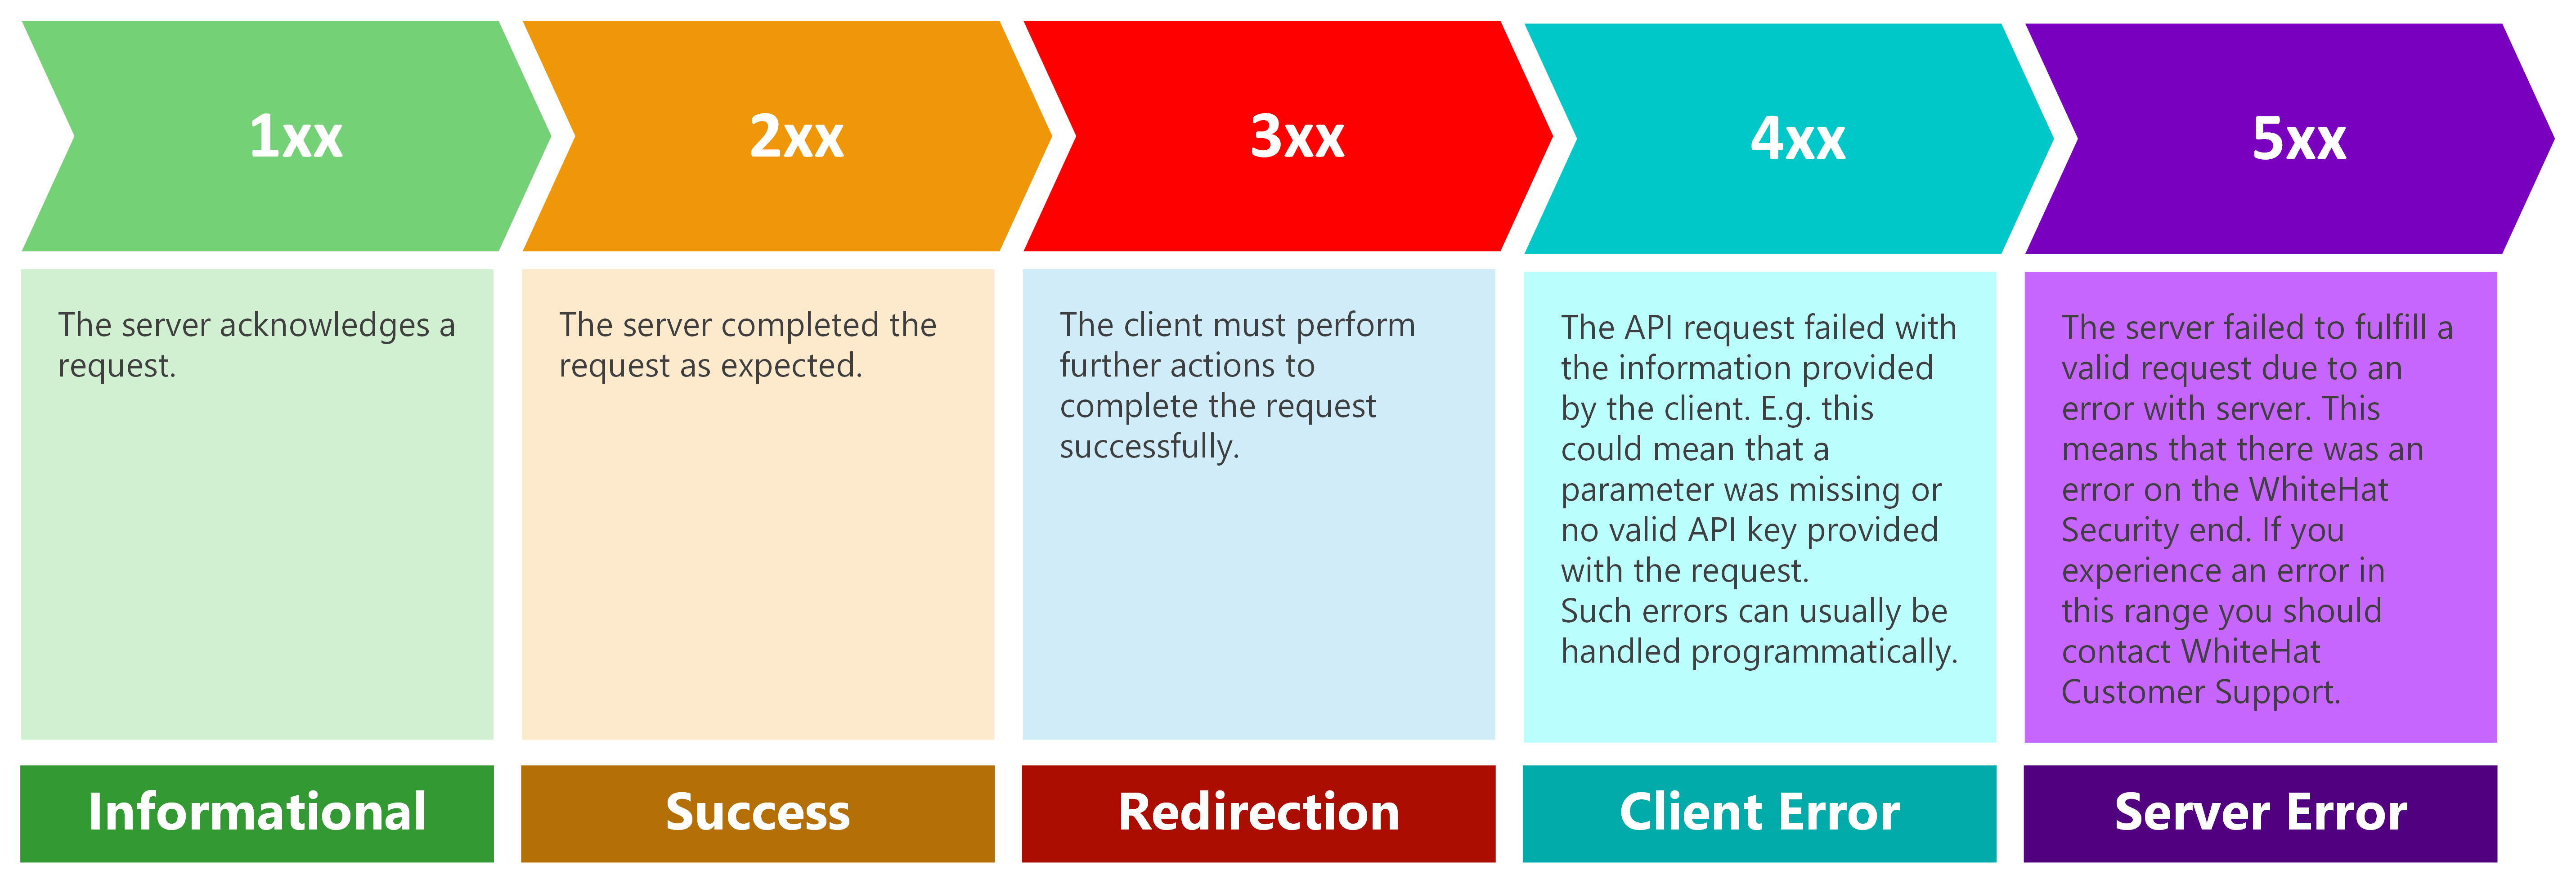 1xx
2xx
3xx
4xx
5xx
The server acknowledges a
request.
The server completed the
request as expected.
The client must perform
further actions to
complete the request
successfully.
The API request failed with
the information provided
by the client. E.g. this
could mean that a
parameter was missing or
no valid API key provided
with the request.
Such errors can usually be
handled programmatically.
The server failed to fulfill a
valid request due to an
error with server. This
means that there was an
error on the WhiteHat
Security end. If you
experience an error in
this range you should
contact WhiteHat
Customer Support.
Informational
Success
Redirection
Client Error
Server Error